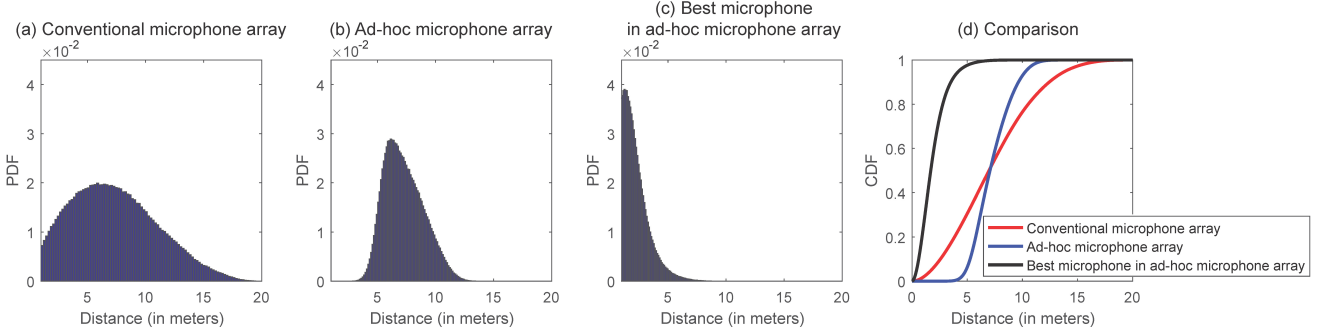 (a) Conventional microphone array
×10-2
4
3
2
1
0
5 10 15 20
PDF
Distance (in meters)
(b) Ad-hoc microphone array
×10-2
4
3
2
1
0
5 10 15 20
PDF
Distance (in meters)
(c) Best microphone
in ad-hoc microphone array
×10-2
4
3
2
1
0
5 10 15 20
PDF
Distance (in meters)
(d) Comparison
1
0.8
0.6
0.4
0.2
0
0 5 10 15 20
CDF
Distance (in meters)
Conventional microphone array
Ad-hoc microphone array
Best microphone in ad-hoc microphone array